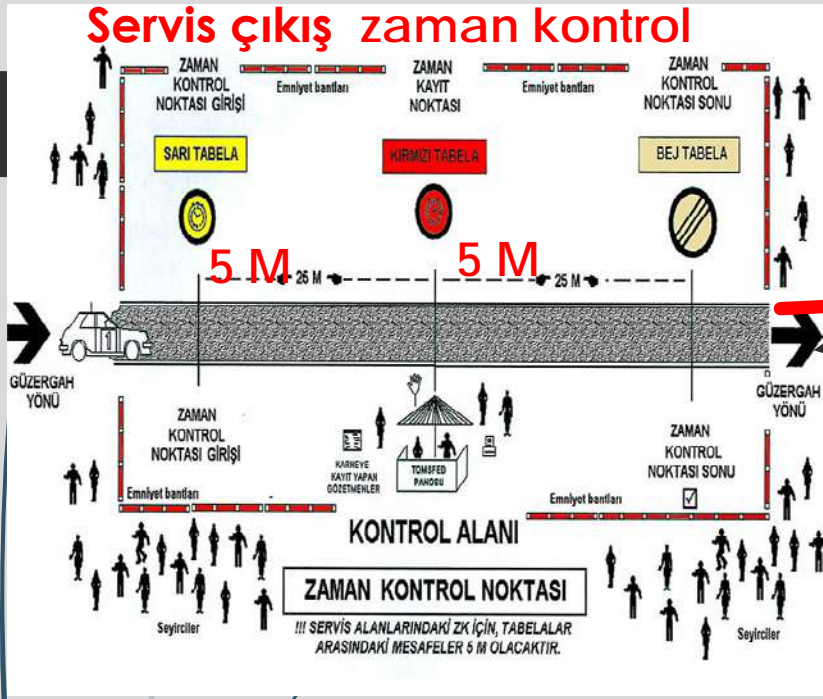 Servis çıkış zaman kontrol
ZAMAN
KONTROL
NOKTASI GİRİŞİ
Emniyet bantları
ZAMAN
KAYIT
NOKTASI
Emniyet bantları
ZAMAN
KONTROL
NOKTASI SONU
SARI TABELA
KIRMIZI TABELA
BEJ TABELA
5 M
25 M
5 M
25 M
1
GÜZERGAH
YÖNÜ
GÜZERGAH
YÖNÜ
ZAMAN
KONTROL
NOKTASI GİRİŞİ
Emniyet bantları
KARNEYE
KAYIT YAPAN
GÖZETMENLER
TOMSFED
PANOSU
ZAMAN
KONTROL
NOKTASI SONU
Emniyet bantları
KONTROL ALANI
ZAMAN KONTROL NOKTASI
!!! SERVİS ALANLARINDAKİ ZK İÇİN, TABELALAR
ARASINDAKİ MESAFELER 5 M OLACAKTIR.
Seyirciler
Seyirciler